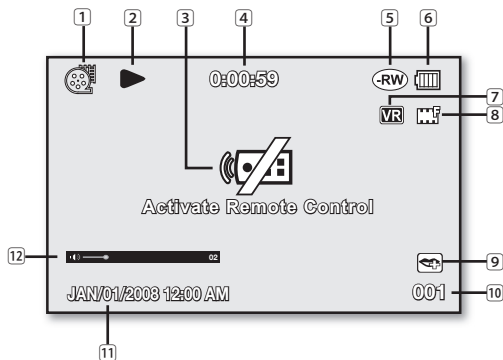 1 2 3 4 5 6
0:00:59 -RW
7
VR F 8
Activate Remote Control
12 02
9
JAN/01/2008 12:00 AM 001 10
11